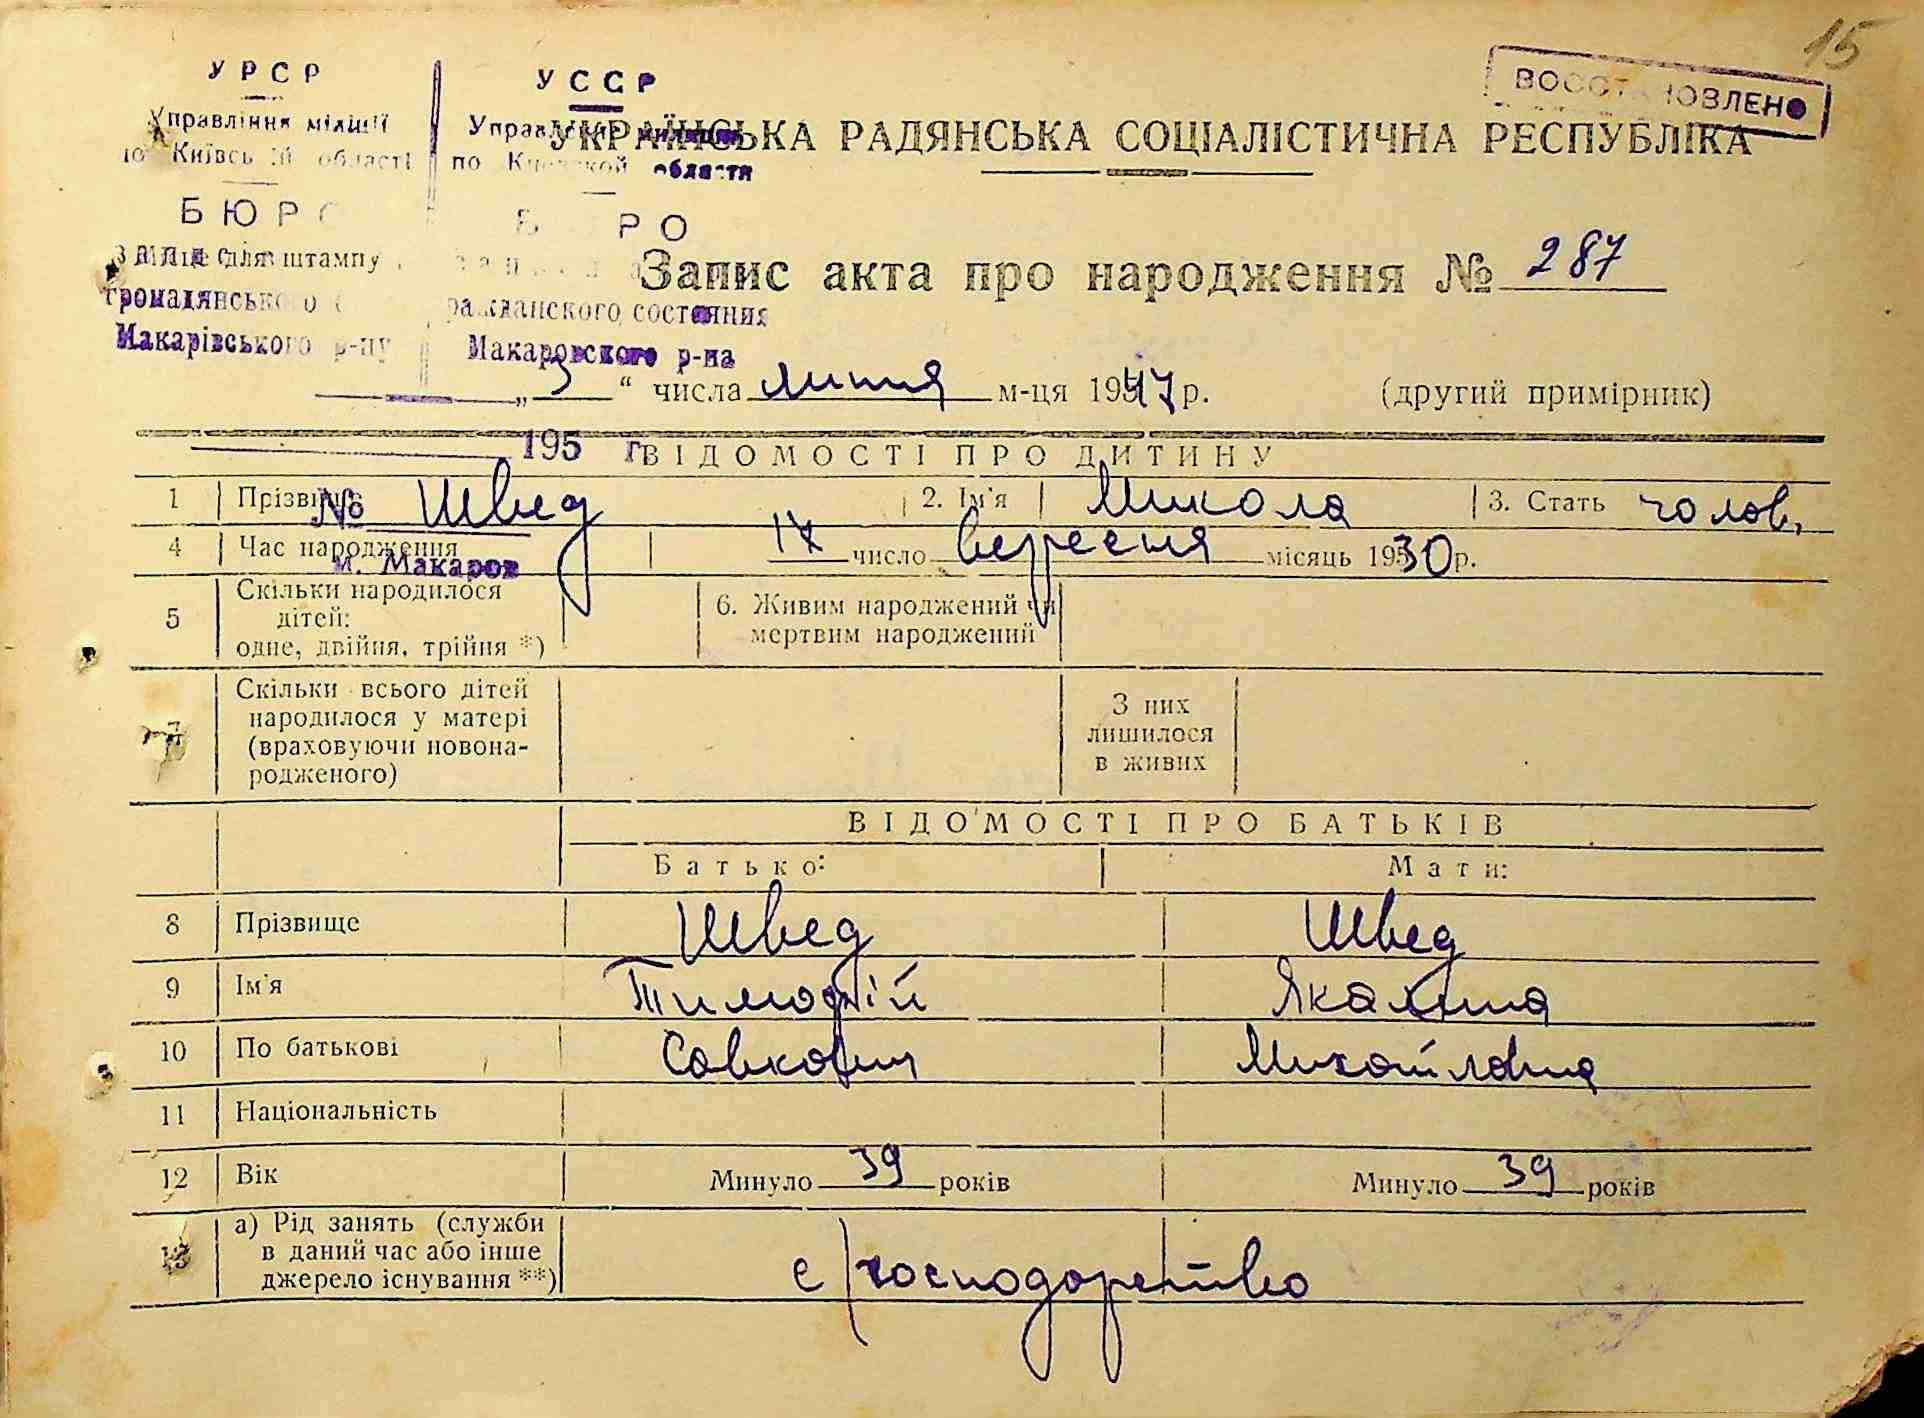 15
ВОССТАНОВЛЕНО
УРСР
Управління міліції
по Київській області
БЮРО
громадянського
Макарівського р-ну
УССР
Управление милиции
по Киевской области
БЮРО
гражданского состояния
Макаровского р-на
195 г.
№
м. Макаров
УКРАЇНСЬКА РАДЯНСЬКА СОЦІАЛІСТИЧНА РЕСПУБЛІКА
Місце для штампу
Запис акта про народження № 287
„ 3 “ числа липня м-ця 1947 р. (другий примірник)
ВІДОМОСТІ ПРО ДИТИНУ
1 Прізвище Швед 2. Ім'я Микола 3. Стать чолов.
4 Час народження 17 число вересня місяць 1930 р.
5 Скільки народилося дітей: одне, двійня, трійня *) 6. Живим народжений чи мертвим народжений
7 Скільки всього дітей народилося у матері (враховуючи новонародженого) З них лишилося в живих
ВІДОМОСТІ ПРО БАТЬКІВ
Батько: Мати:
8 Прізвище Швед Швед
9 Ім'я Тимофій
10 По батькові Савкович Михайловна
11 Національність
12 Вік Минуло 39 років Минуло 39 років
13 а) Рід занять (служби в даний час або інше джерело існування **) с/господарство